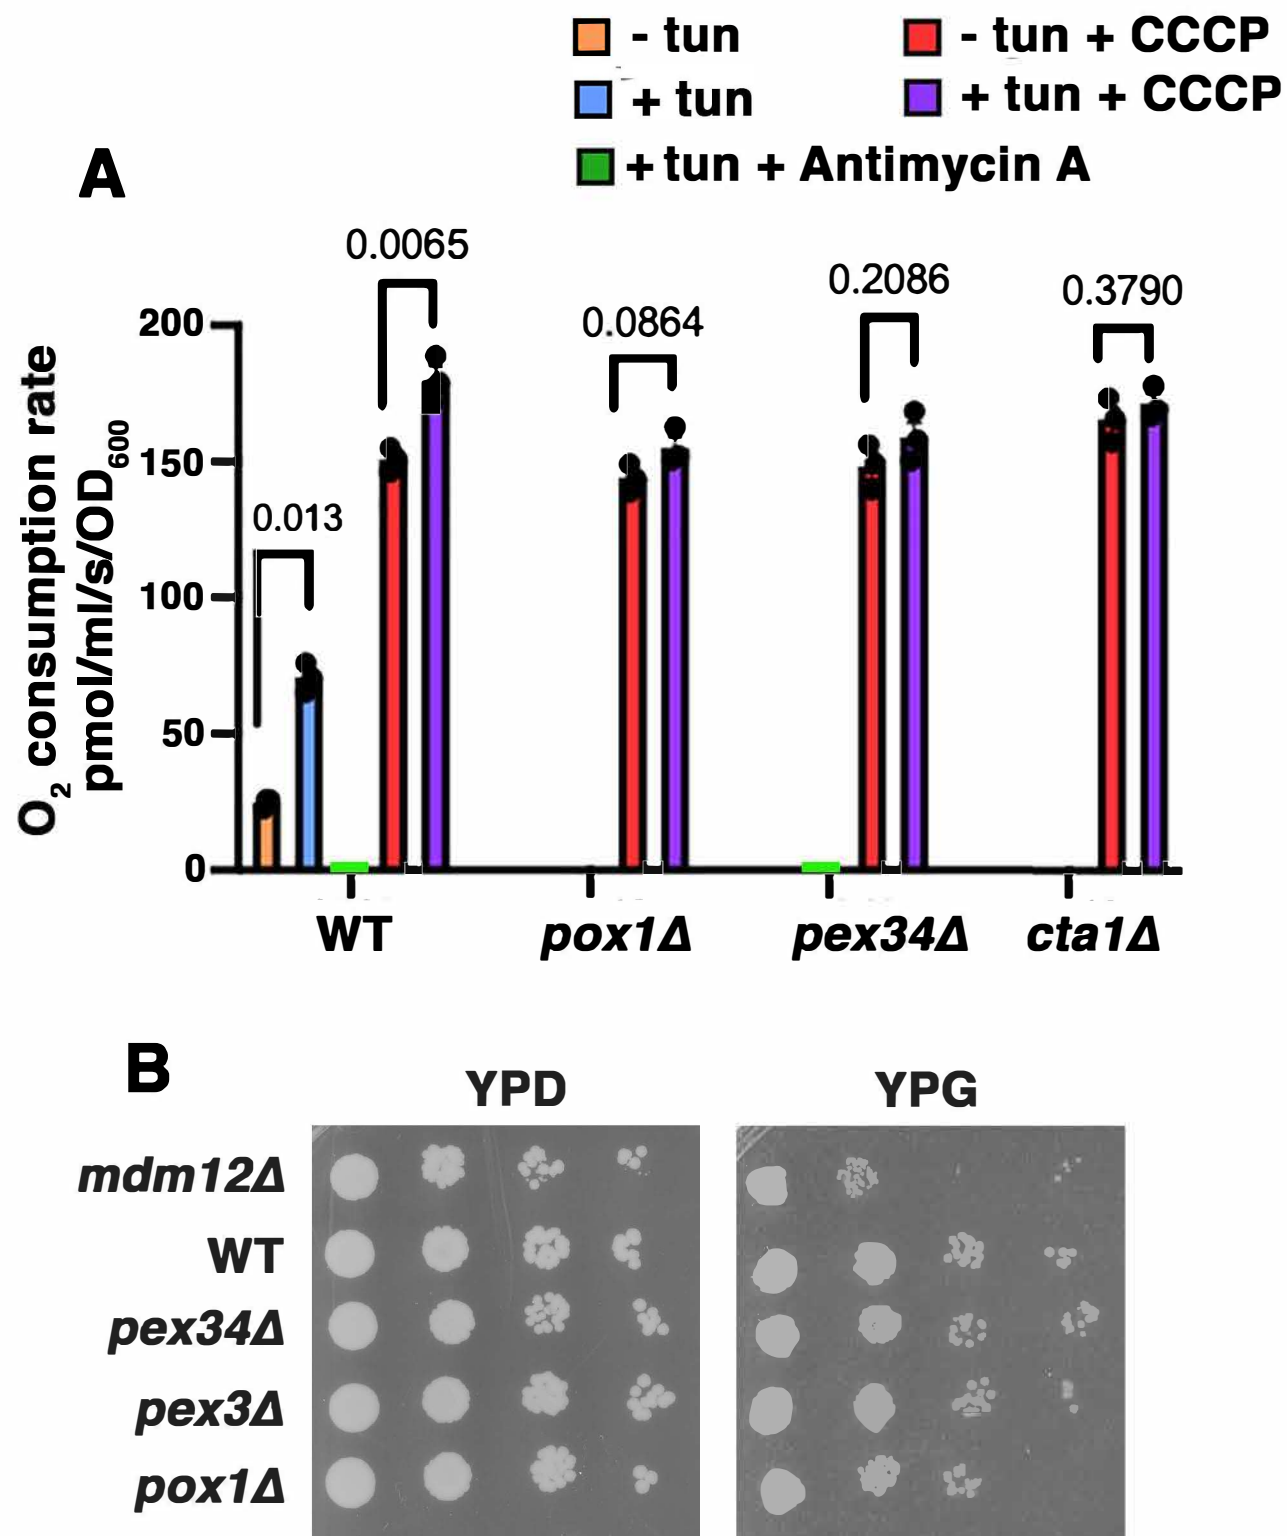 - tun
- tun + CCCP
+ tun
+ tun + CCCP
+ tun + Antimycin A
A
O2 consumption rate
pmol/ml/s/OD600
200
150
100
50
0
0.013
0.0065
0.0864
0.2086
0.3790
WT
pox1Δ
pex34Δ
cta1Δ
B
YPD
YPG
mdm12Δ
WT
pex34Δ
pex3Δ
pox1Δ